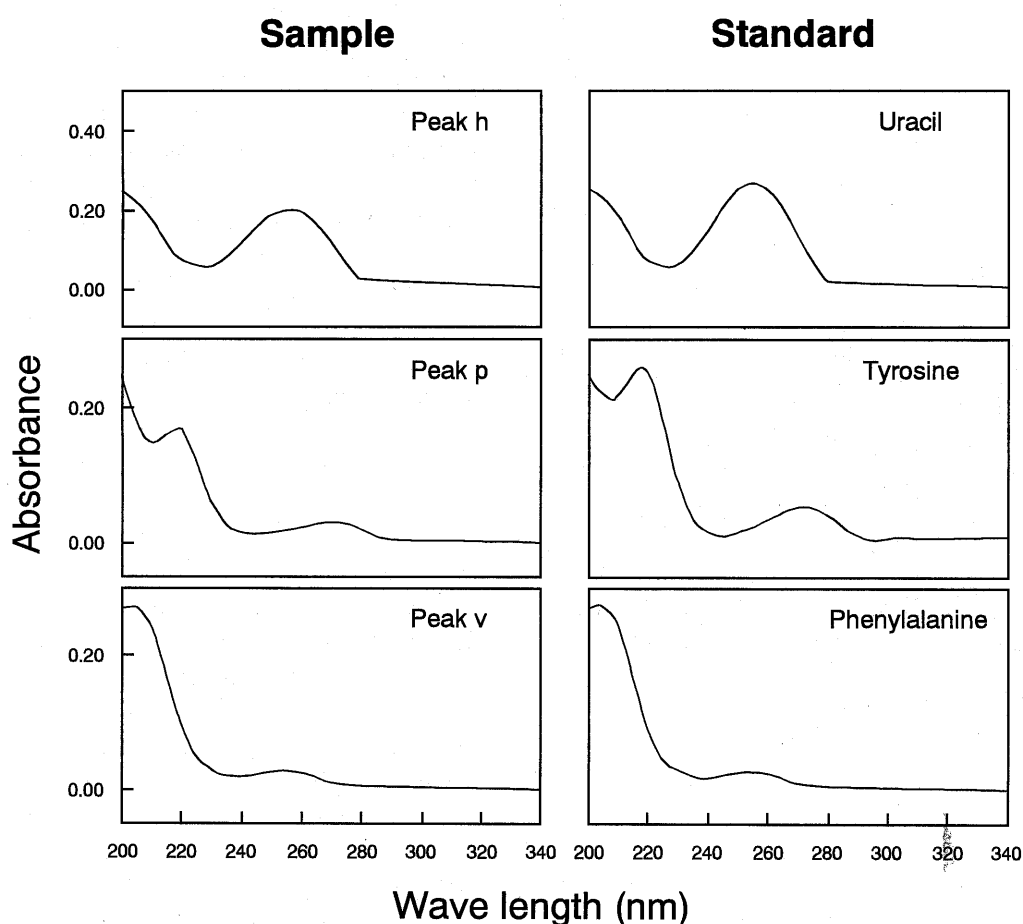 Sample Standard
Peak h
Uracil
0.40
0.20
0.00
Peak p
Tyrosine
0.20
0.00
Absorbance
Peak v
Phenylalanine
0.20
0.00
200 220 240 260 280 300 320 340 200 220 240 260 280 300 320 340
Wave length (nm)